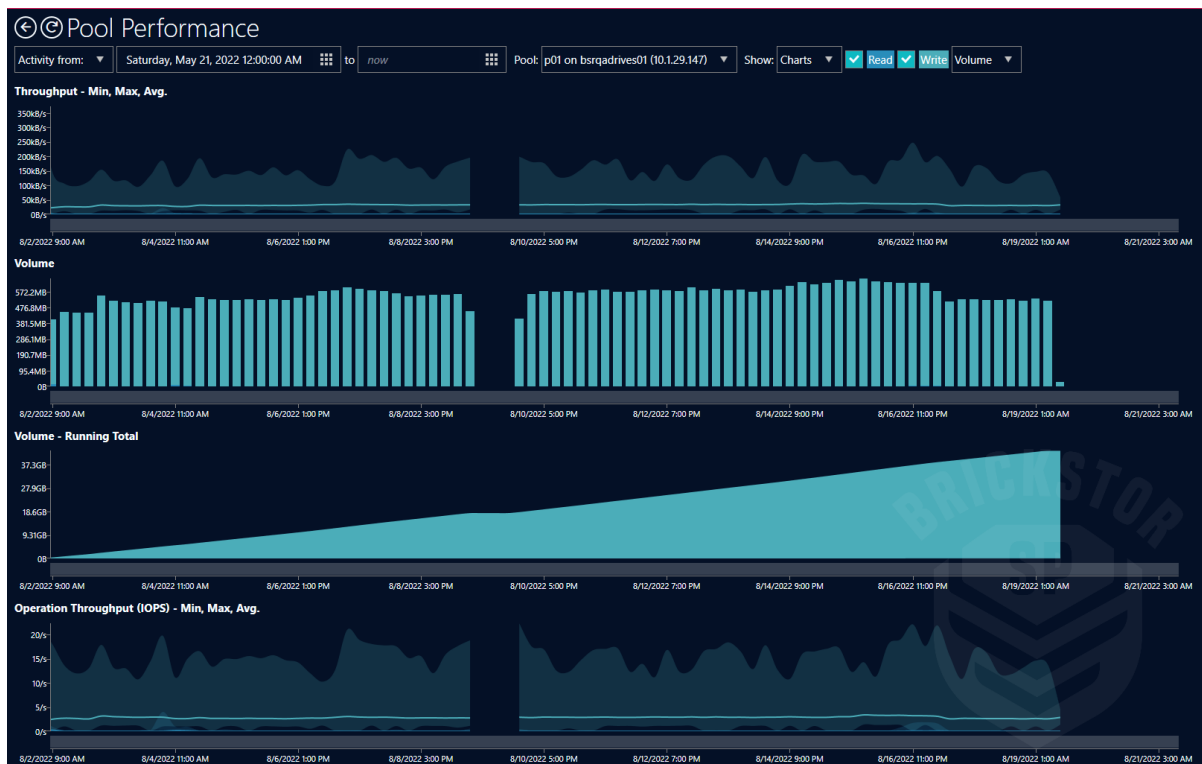 Pool Performance
Activity from: Saturday, May 21, 2022 12:00:00 AM to now Pool: p01 on bsrqadrives01 (10.1.29.147) Show: Charts Read Write Volume
Throughput - Min, Max, Avg.
350kB/s
300kB/s
250kB/s
200kB/s
150kB/s
100kB/s
50kB/s
0B/s
8/2/2022 9:00 AM 8/4/2022 11:00 AM 8/6/2022 1:00 PM 8/8/2022 3:00 PM 8/10/2022 5:00 PM 8/12/2022 7:00 PM 8/14/2022 9:00 PM 8/16/2022 11:00 PM 8/19/2022 1:00 AM 8/21/2022 3:00 AM
Volume
572.2MB
476.8MB
381.5MB
286.1MB
190.7MB
95.4MB
0B
8/2/2022 9:00 AM 8/4/2022 11:00 AM 8/6/2022 1:00 PM 8/8/2022 3:00 PM 8/10/2022 5:00 PM 8/12/2022 7:00 PM 8/14/2022 9:00 PM 8/16/2022 11:00 PM 8/19/2022 1:00 AM 8/21/2022 3:00 AM
Volume - Running Total
37.3GB
27.9GB
18.6GB
9.31GB
0B
BRICKSTOR
SP
8/2/2022 9:00 AM 8/4/2022 11:00 AM 8/6/2022 1:00 PM 8/8/2022 3:00 PM 8/10/2022 5:00 PM 8/12/2022 7:00 PM 8/14/2022 9:00 PM 8/16/2022 11:00 PM 8/19/2022 1:00 AM 8/21/2022 3:00 AM
Operation Throughput (IOPS) - Min, Max, Avg.
20/s
15/s
10/s
5/s
0/s
8/2/2022 9:00 AM 8/4/2022 11:00 AM 8/6/2022 1:00 PM 8/8/2022 3:00 PM 8/10/2022 5:00 PM 8/12/2022 7:00 PM 8/14/2022 9:00 PM 8/16/2022 11:00 PM 8/19/2022 1:00 AM 8/21/2022 3:00 AM